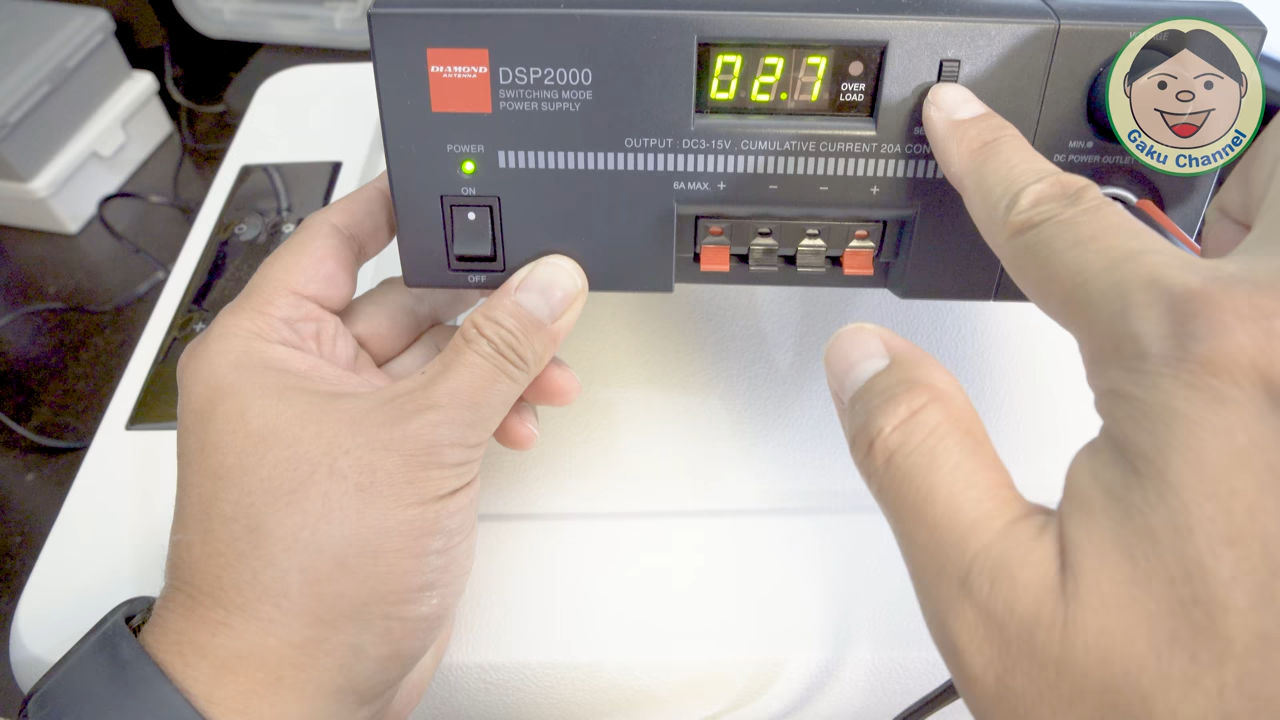 DIAMOND
ANTENNA
DSP2000
SWITCHING MODE
POWER SUPPLY
02.7
OVER
LOAD
V
OUTPUT : DC3-15V , CUMULATIVE CURRENT 20A CON
POWER
ON
OFF
6A MAX. + − − +
MIN.
DC POWER OUTLET
Gaku Channel